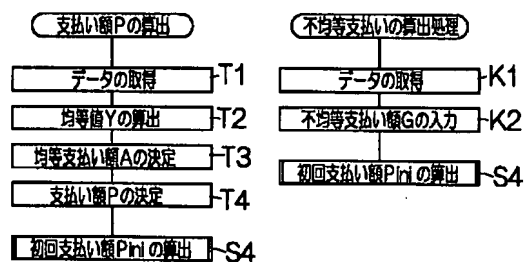 支払い額Pの算出
データの取得 T1
均等値Yの算出 T2
均等支払い額Aの決定 T3
支払い額Pの決定 T4
初回支払い額Piniの算出 S4
不均等支払いの算出処理
データの取得 K1
不均等支払い額Gの入力 K2
初回支払い額Piniの算出 S4